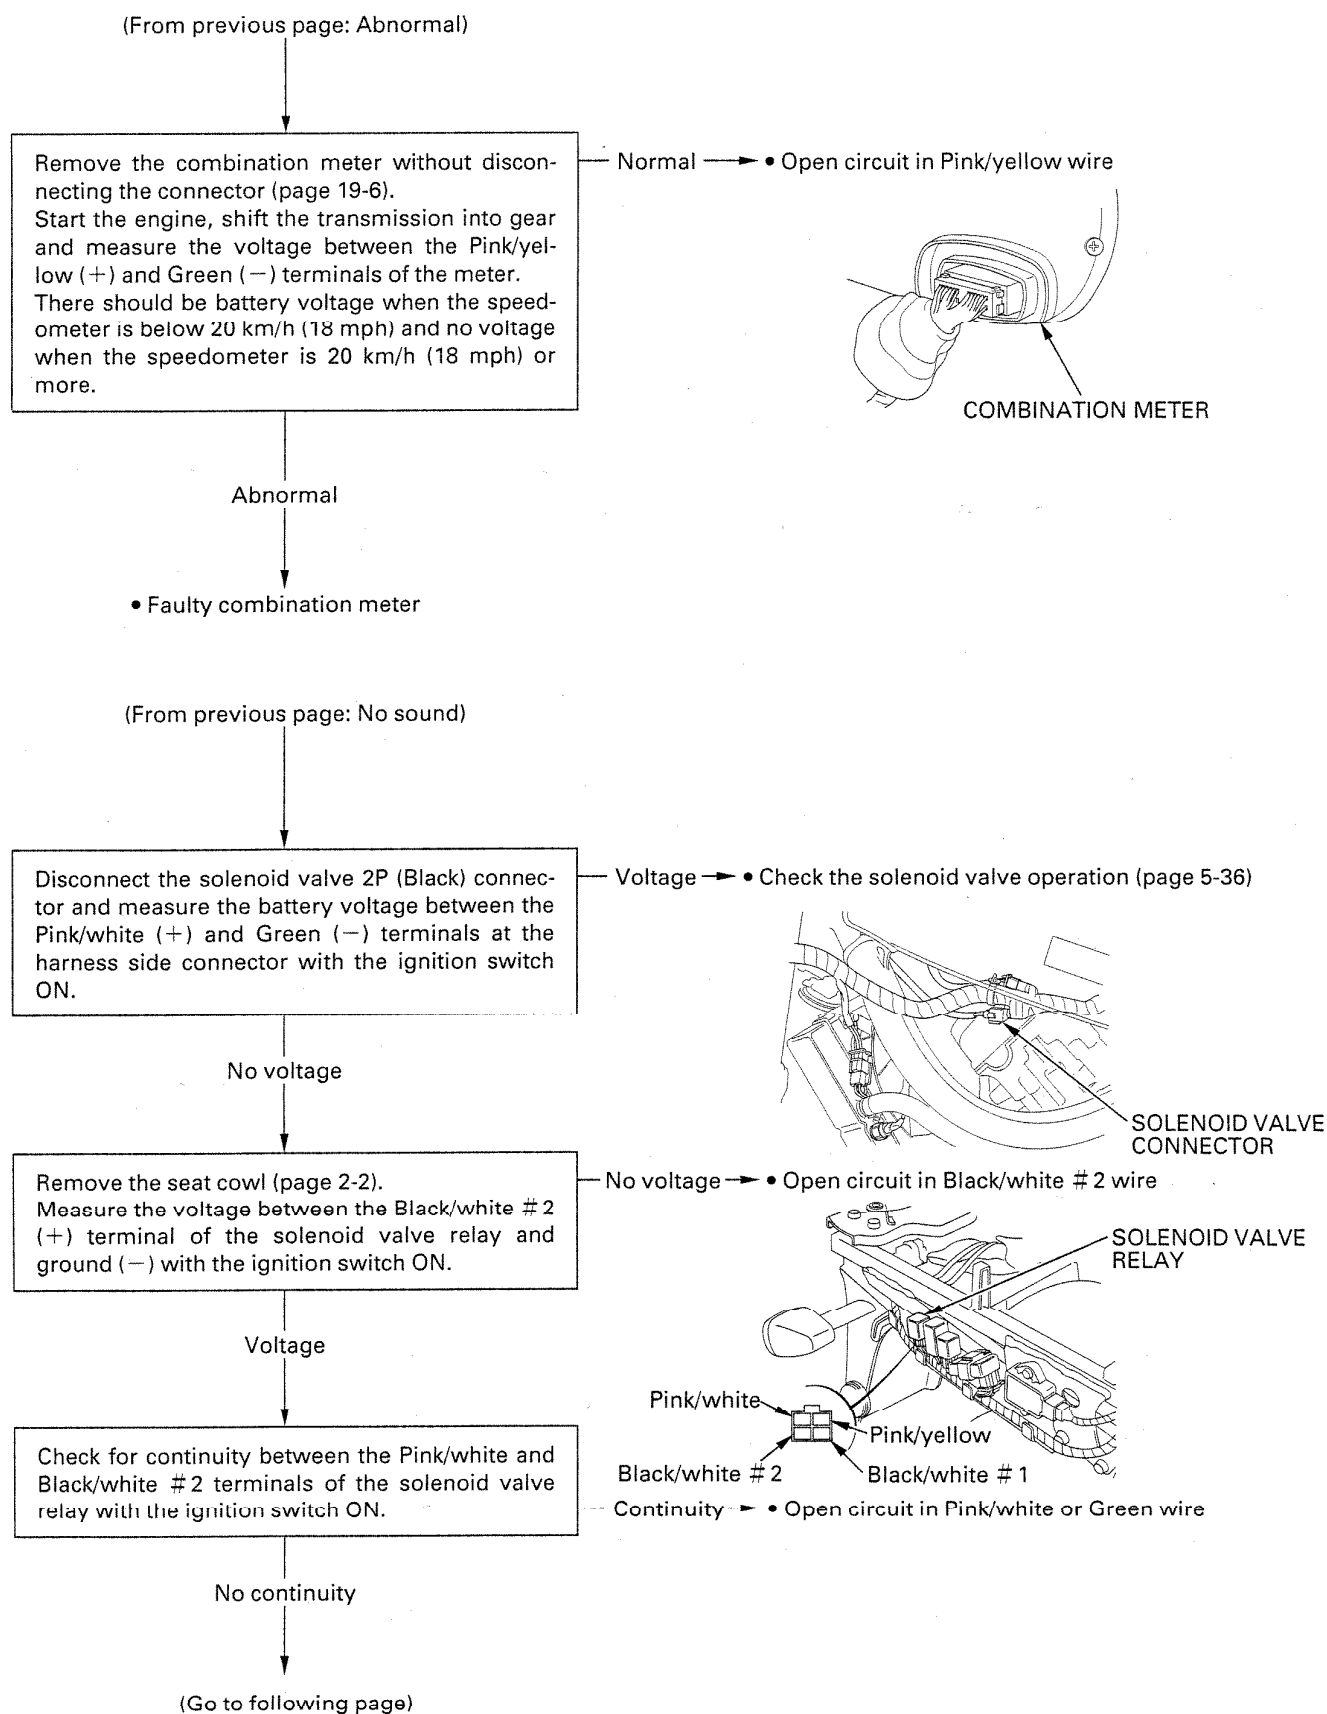 (From previous page: Abnormal)
Remove the combination meter without discon-
necting the connector (page 19-6).
Start the engine, shift the transmission into gear
and measure the voltage between the Pink/yel-
low (+) and Green (−) terminals of the meter.
There should be battery voltage when the speed-
ometer is below 20 km/h (18 mph) and no voltage
when the speedometer is 20 km/h (18 mph) or
more.
Normal
• Open circuit in Pink/yellow wire
COMBINATION METER
Abnormal
• Faulty combination meter
(From previous page: No sound)
Disconnect the solenoid valve 2P (Black) connec-
tor and measure the battery voltage between the
Pink/white (+) and Green (−) terminals at the
harness side connector with the ignition switch
ON.
Voltage
• Check the solenoid valve operation (page 5-36)
SOLENOID VALVE
CONNECTOR
No voltage
Remove the seat cowl (page 2-2).
Measure the voltage between the Black/white #2
(+) terminal of the solenoid valve relay and
ground (−) with the ignition switch ON.
No voltage
• Open circuit in Black/white #2 wire
SOLENOID VALVE
RELAY
Voltage
Pink/white
Pink/yellow
Black/white #2
Black/white #1
Check for continuity between the Pink/white and
Black/white #2 terminals of the solenoid valve
relay with the ignition switch ON.
Continuity
• Open circuit in Pink/white or Green wire
No continuity
(Go to following page)